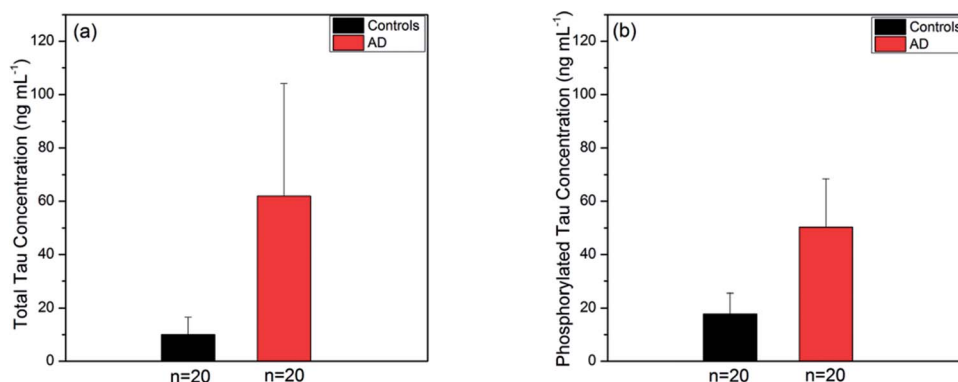 (a)
Controls
AD
Total Tau Concentration (ng mL⁻¹)
120
100
80
60
40
20
0
n=20 n=20
(b)
Controls
AD
Phosphorylated Tau Concentration (ng mL⁻¹)
120
100
80
60
40
20
0
n=20 n=20